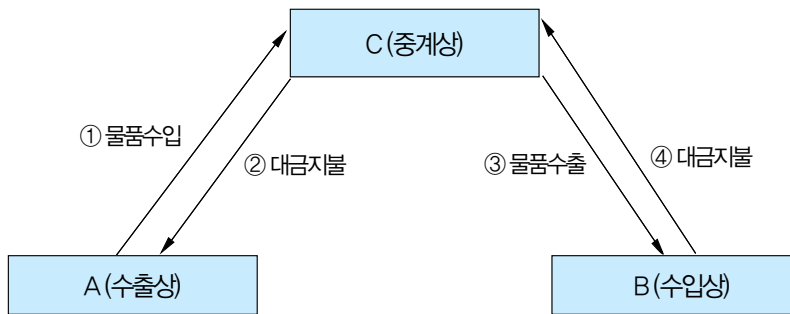 C (중계상)
① 물품수입
② 대금지불
③ 물품수출
④ 대금지불
A (수출상)
B (수입상)